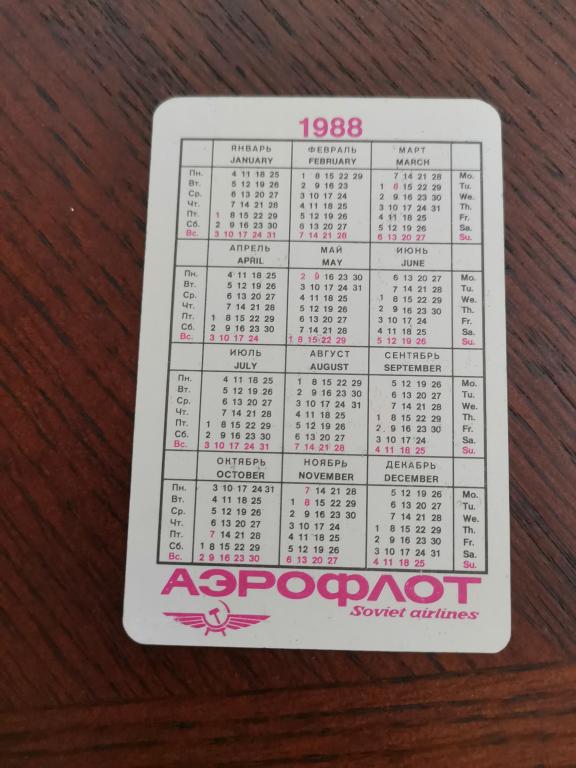 1988
ЯНВАРЬ ФЕВРАЛЬ МАРТ
JANUARY FEBRUARY MARCH
Пн. 4 11 18 25 1 8 15 22 29 7 14 21 28 Mo.
Вт. 5 12 19 26 2 9 16 23 1 8 15 22 29 Tu.
Ср. 6 13 20 27 3 10 17 24 2 9 16 23 30 We.
Чт. 7 14 21 28 4 11 18 25 3 10 17 24 31 Th.
Пт. 1 8 15 22 29 5 12 19 26 4 11 18 25 Fr.
Сб. 2 9 16 23 30 6 13 20 27 5 12 19 26 Sa.
Вс. 3 10 17 24 31 7 14 21 28 6 13 20 27 Su.
АПРЕЛЬ МАЙ ИЮНЬ
APRIL MAY JUNE
Пн. 4 11 18 25 2 9 16 23 30 6 13 20 27 Mo.
Вт. 5 12 19 26 3 10 17 24 31 7 14 21 28 Tu.
Ср. 6 13 20 27 4 11 18 25 1 8 15 22 29 We.
Чт. 7 14 21 28 5 12 19 26 2 9 16 23 30 Th.
Пт. 1 8 15 22 29 6 13 20 27 3 10 17 24 Fr.
Сб. 2 9 16 23 30 7 14 21 28 4 11 18 25 Sa.
Вс. 3 10 17 24 1 8 15 22 29 5 12 19 26 Su.
ИЮЛЬ АВГУСТ СЕНТЯБРЬ
JULY AUGUST SEPTEMBER
Пн. 4 11 18 25 1 8 15 22 29 5 12 19 26 Mo.
Вт. 5 12 19 26 2 9 16 23 30 6 13 20 27 Tu.
Ср. 6 13 20 27 3 10 17 24 31 7 14 21 28 We.
Чт. 7 14 21 28 4 11 18 25 1 8 15 22 29 Th.
Пт. 1 8 15 22 29 5 12 19 26 2 9 16 23 30 Fr.
Сб. 2 9 16 23 30 6 13 20 27 3 10 17 24 Sa.
Вс. 3 10 17 24 31 7 14 21 28 4 11 18 25 Su.
ОКТЯБРЬ НОЯБРЬ ДЕКАБРЬ
OCTOBER NOVEMBER DECEMBER
Пн. 3 10 17 24 31 7 14 21 28 5 12 19 26 Mo.
Вт. 4 11 18 25 1 8 15 22 29 6 13 20 27 Tu.
Ср. 5 12 19 26 2 9 16 23 30 7 14 21 28 We.
Чт. 6 13 20 27 3 10 17 24 1 8 15 22 29 Th.
Пт. 7 14 21 28 4 11 18 25 2 9 16 23 30 Fr.
Сб. 1 8 15 22 29 5 12 19 26 3 10 17 24 31 Sa.
Вс. 2 9 16 23 30 6 13 20 27 4 11 18 25 Su.
АЭРОФЛОТ
Soviet airlines